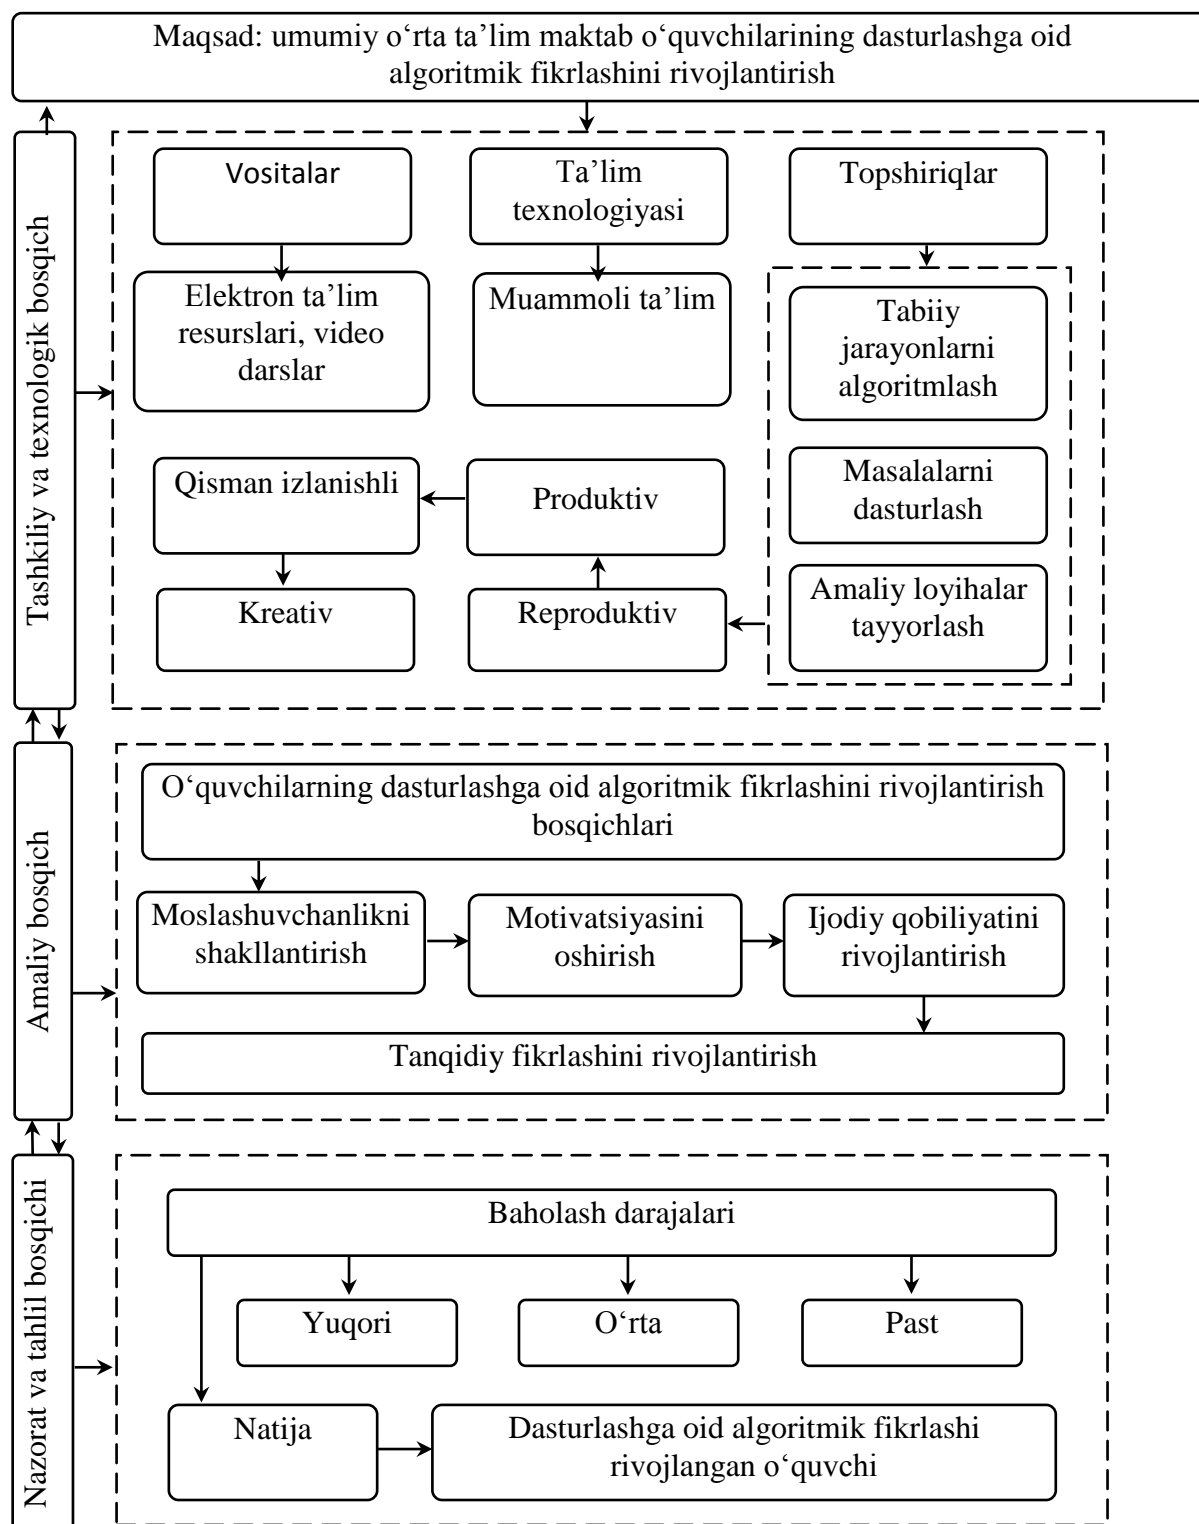 Maqsad: umumiy o‘rta ta’lim maktab o‘quvchilarining dasturlashga oid
algoritmik fikrlashini rivojlantirish
Tashkiliy va texnologik bosqich
Vositalar
Ta’lim
texnologiyasi
Topshiriqlar
Elektron ta’lim
resurslari, video
darslar
Muammoli ta’lim
Tabiiy
jarayonlarni
algoritmlash
Qisman izlanishli
Produktiv
Masalalarni
dasturlash
Kreativ
Reproduktiv
Amaliy loyihalar
tayyorlash
Amaliy bosqich
O‘quvchilarning dasturlashga oid algoritmik fikrlashini rivojlantirish
bosqichlari
Moslashuvchanlikni
shakllantirish
Motivatsiyasini
oshirish
Ijodiy qobiliyatini
rivojlantirish
Tanqidiy fikrlashini rivojlantirish
Nazorat va tahlil bosqichi
Baholash darajalari
Yuqori
O‘rta
Past
Natija
Dasturlashga oid algoritmik fikrlashi
rivojlangan o‘quvchi